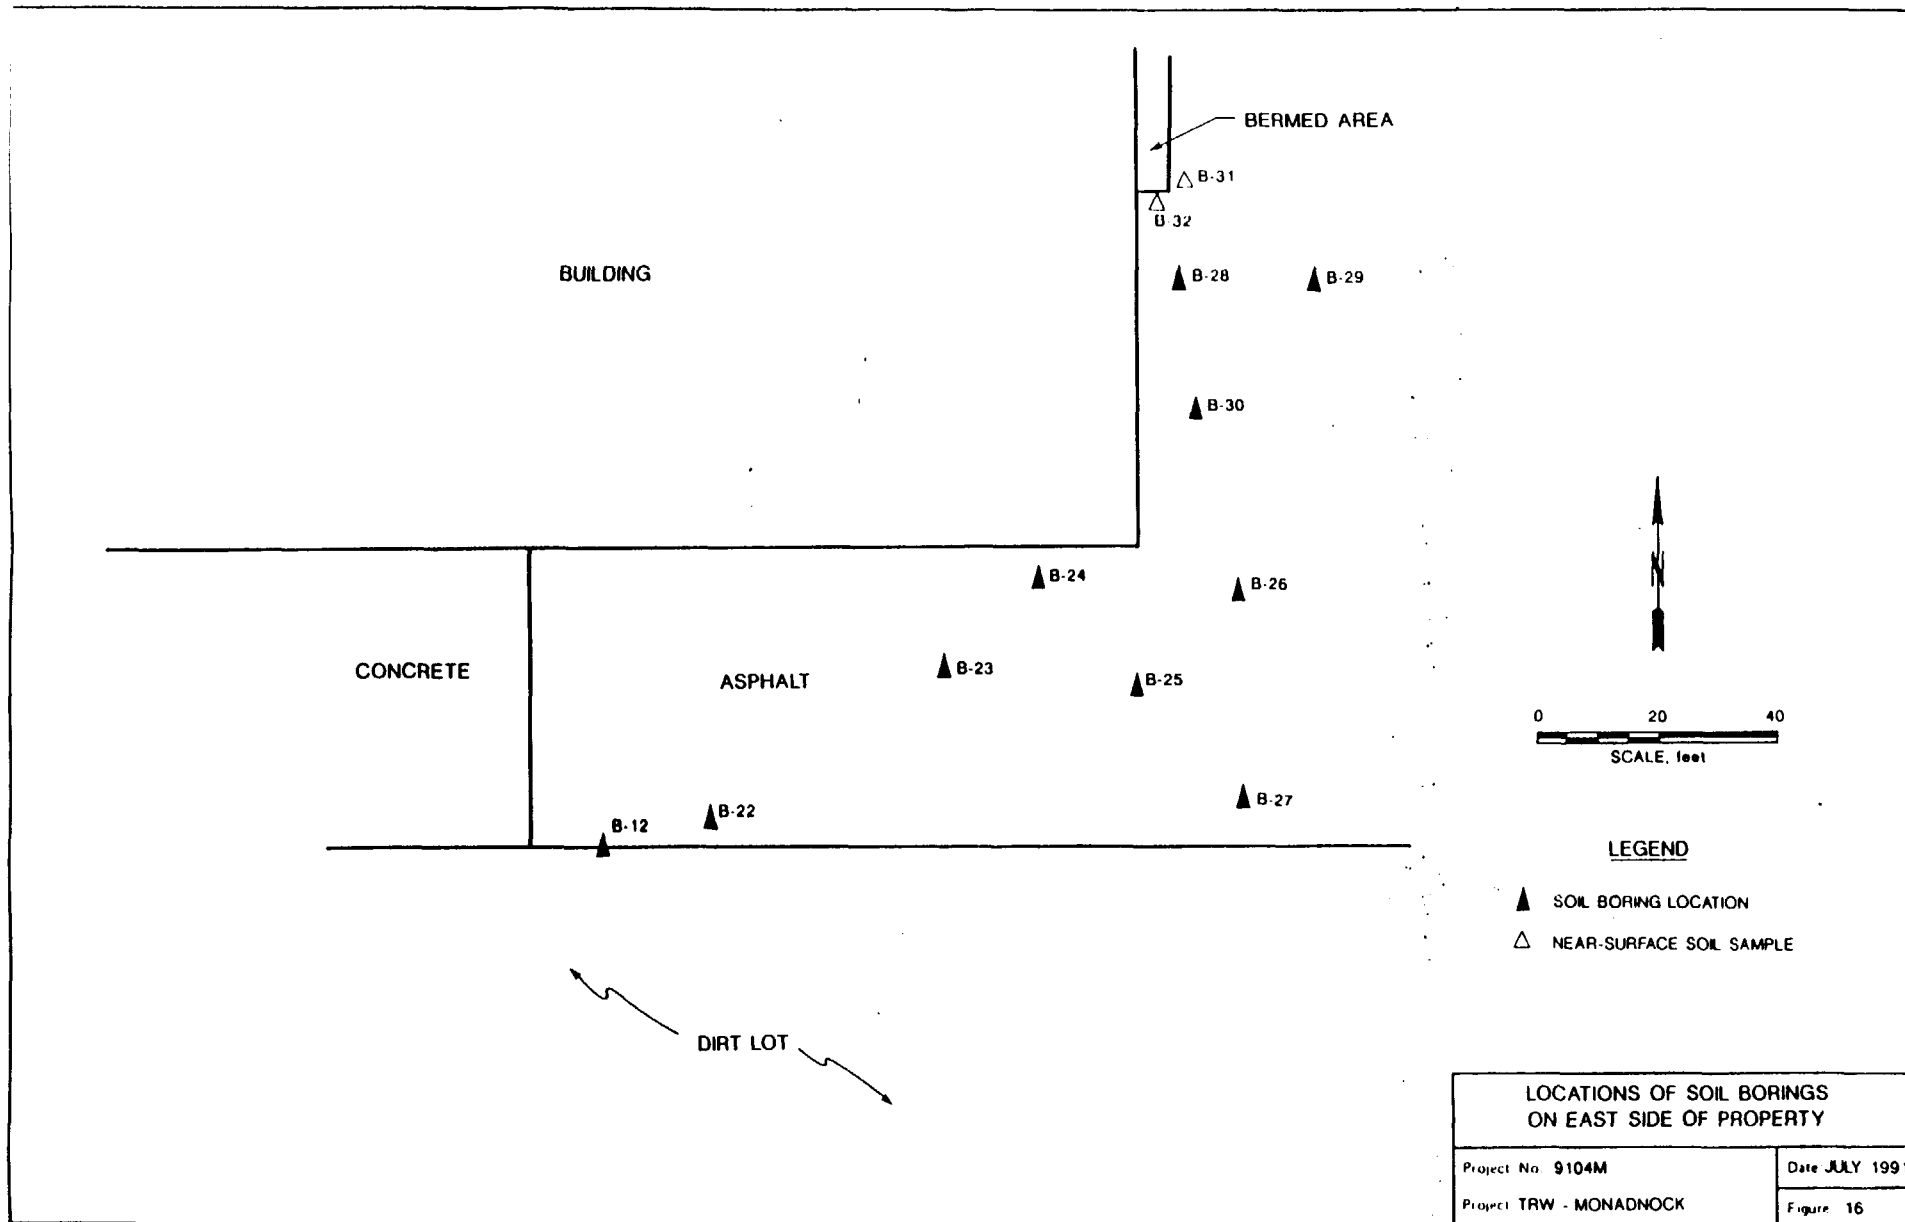 BERMED AREA
B-31
B-32
BUILDING
B-28
B-29
B-30
B-24
B-26
CONCRETE
ASPHALT
B-23
B-25
B-12
B-22
B-27
N
0 20 40
SCALE, feet
LEGEND
SOIL BORING LOCATION
NEAR-SURFACE SOIL SAMPLE
DIRT LOT
LOCATIONS OF SOIL BORINGS
ON EAST SIDE OF PROPERTY
Project No. 9104M
Date JULY 1991
Project TRW - MONADNOCK
Figure 16